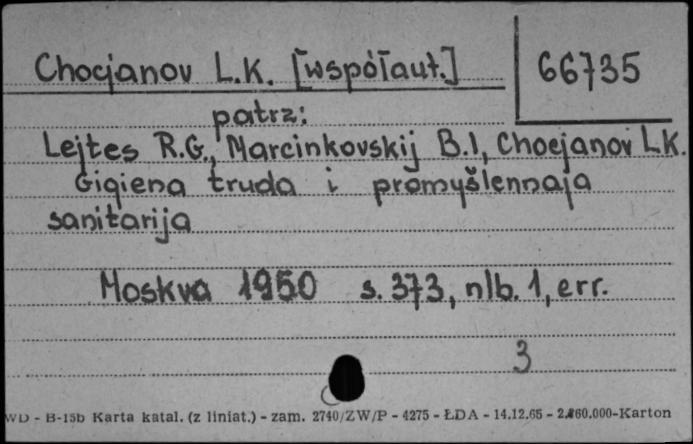 Chocjanov L.K. [współaut.]
66735
patrz:
Lejtes R.G., Marcinkovskij B.I, Chocjanov L.K.
Gigiena truda i promyšlennaja
sanitarija
Moskva 1950 s. 373, nlb. 1, err.
3
WD - B-15b Karta katal. (z liniat.) - zam. 2740/ZW/P - 4275 - ŁDA - 14.12.65 - 2.260.000-Karton